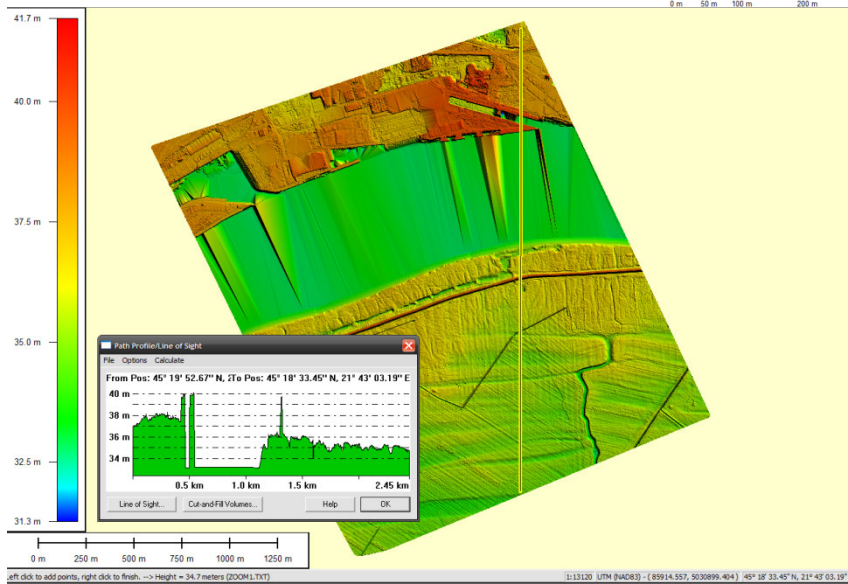 0 m 50 m 100 m 200 m
41.7 m
40.0 m
37.5 m
35.0 m
32.5 m
31.3 m
Path Profile/Line of Sight
File Options Calculate
From Pos: 45° 19' 52.67" N, 2To Pos: 45° 18' 33.45" N, 21° 43' 03.19" E
40 m
38 m
36 m
34 m
0.5 km 1.0 km 1.5 km 2.45 km
Line of Sight... Cut-and-Fill Volumes... Help OK
0 m 250 m 500 m 750 m 1000 m 1250 m
Left click to add points, right click to finish. --> Height = 34.7 meters (ZOOM1.TXT)
1:13120 UTM (NAD83) - ( 85914.557, 5030899.404 ) 45° 18' 33.45" N, 21° 43' 03.19"